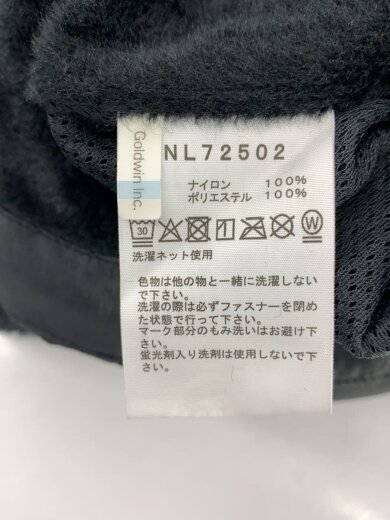 Goldwin Inc.
NL72502
ナイロン 100%
ポリエステル 100%
30
W
洗濯ネット使用
色物は他の物と一緒に洗濯しない
で下さい。
洗濯の際は必ずファスナーを閉め
た状態で行って下さい。
マーク部分のもみ洗いはお避け下
さい。
蛍光剤入り洗剤は使用しないで下
さい。